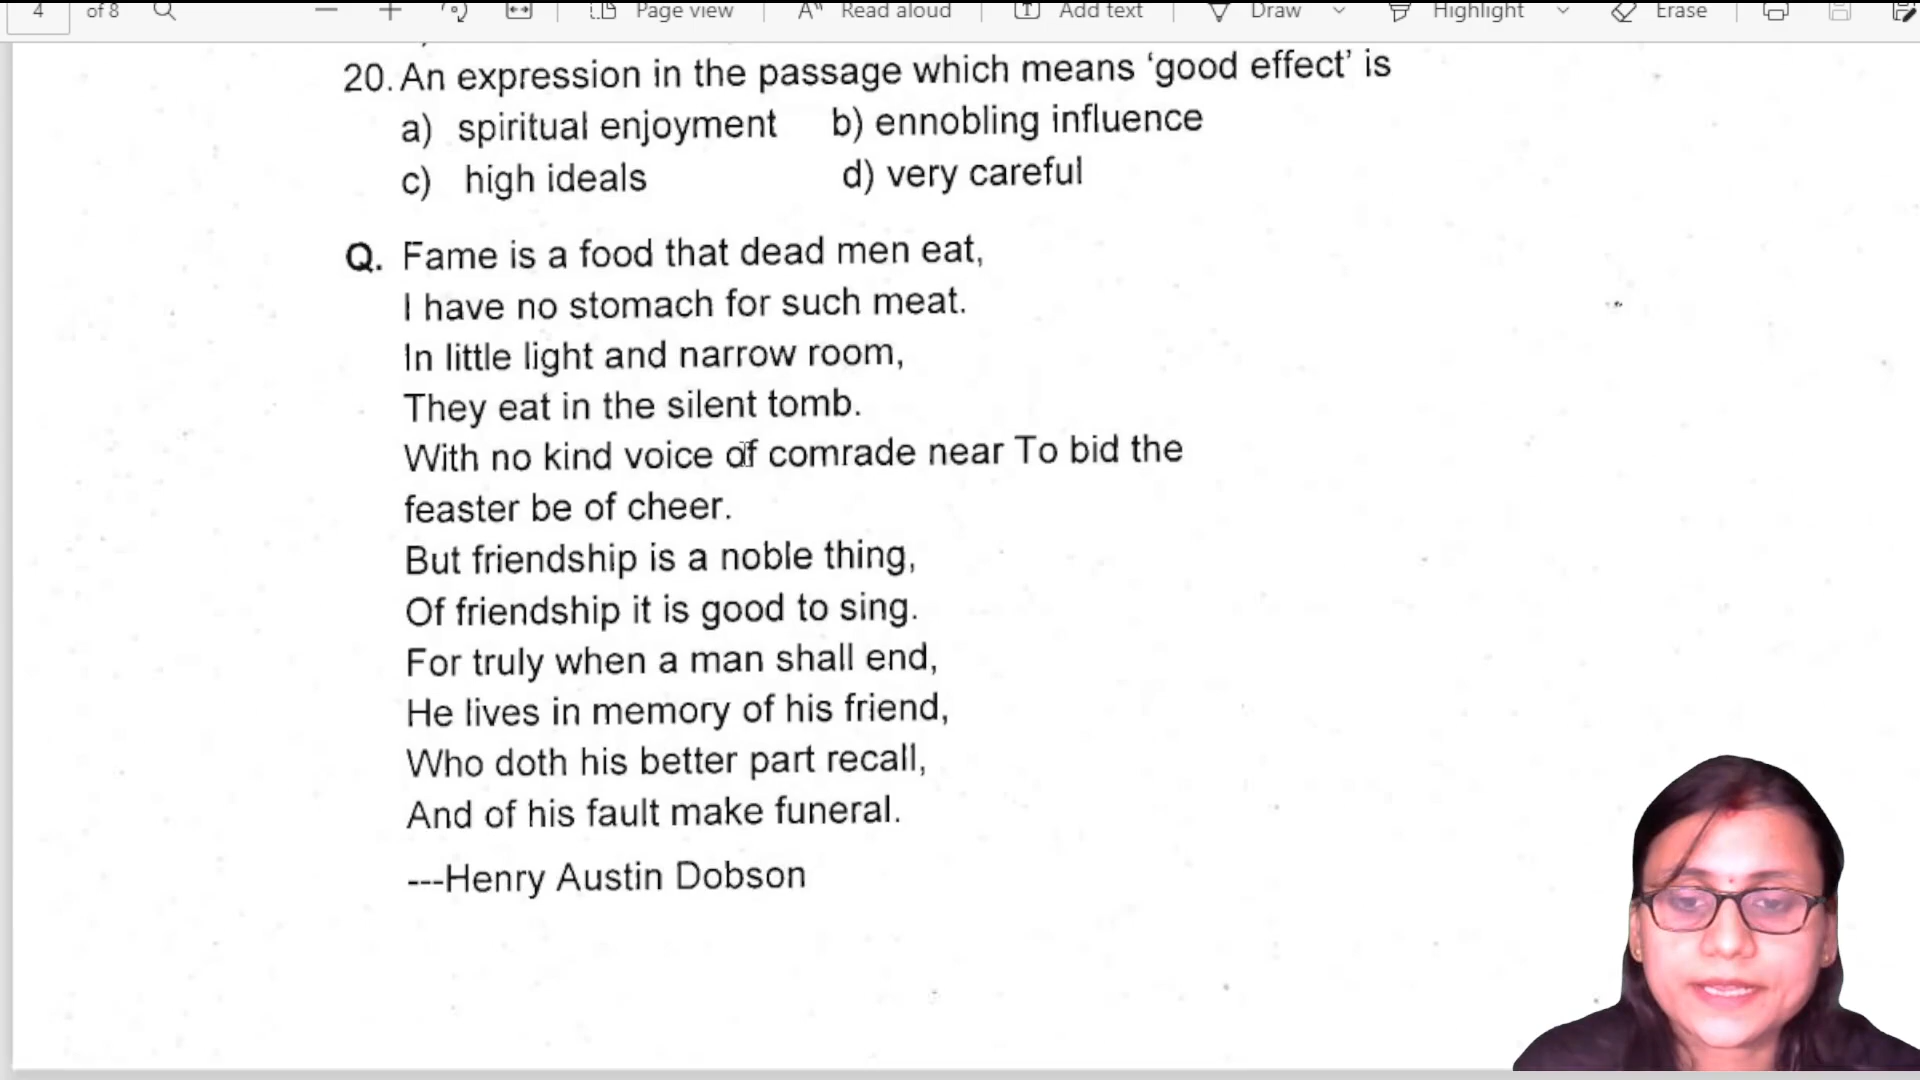 4 of 8 Page view Read aloud Add text Draw Highlight Erase
20. An expression in the passage which means ‘good effect’ is
a) spiritual enjoyment b) ennobling influence
c) high ideals d) very careful
Q. Fame is a food that dead men eat,
I have no stomach for such meat.
In little light and narrow room,
They eat in the silent tomb.
With no kind voice of comrade near To bid the
feaster be of cheer.
But friendship is a noble thing,
Of friendship it is good to sing.
For truly when a man shall end,
He lives in memory of his friend,
Who doth his better part recall,
And of his fault make funeral.
---Henry Austin Dobson